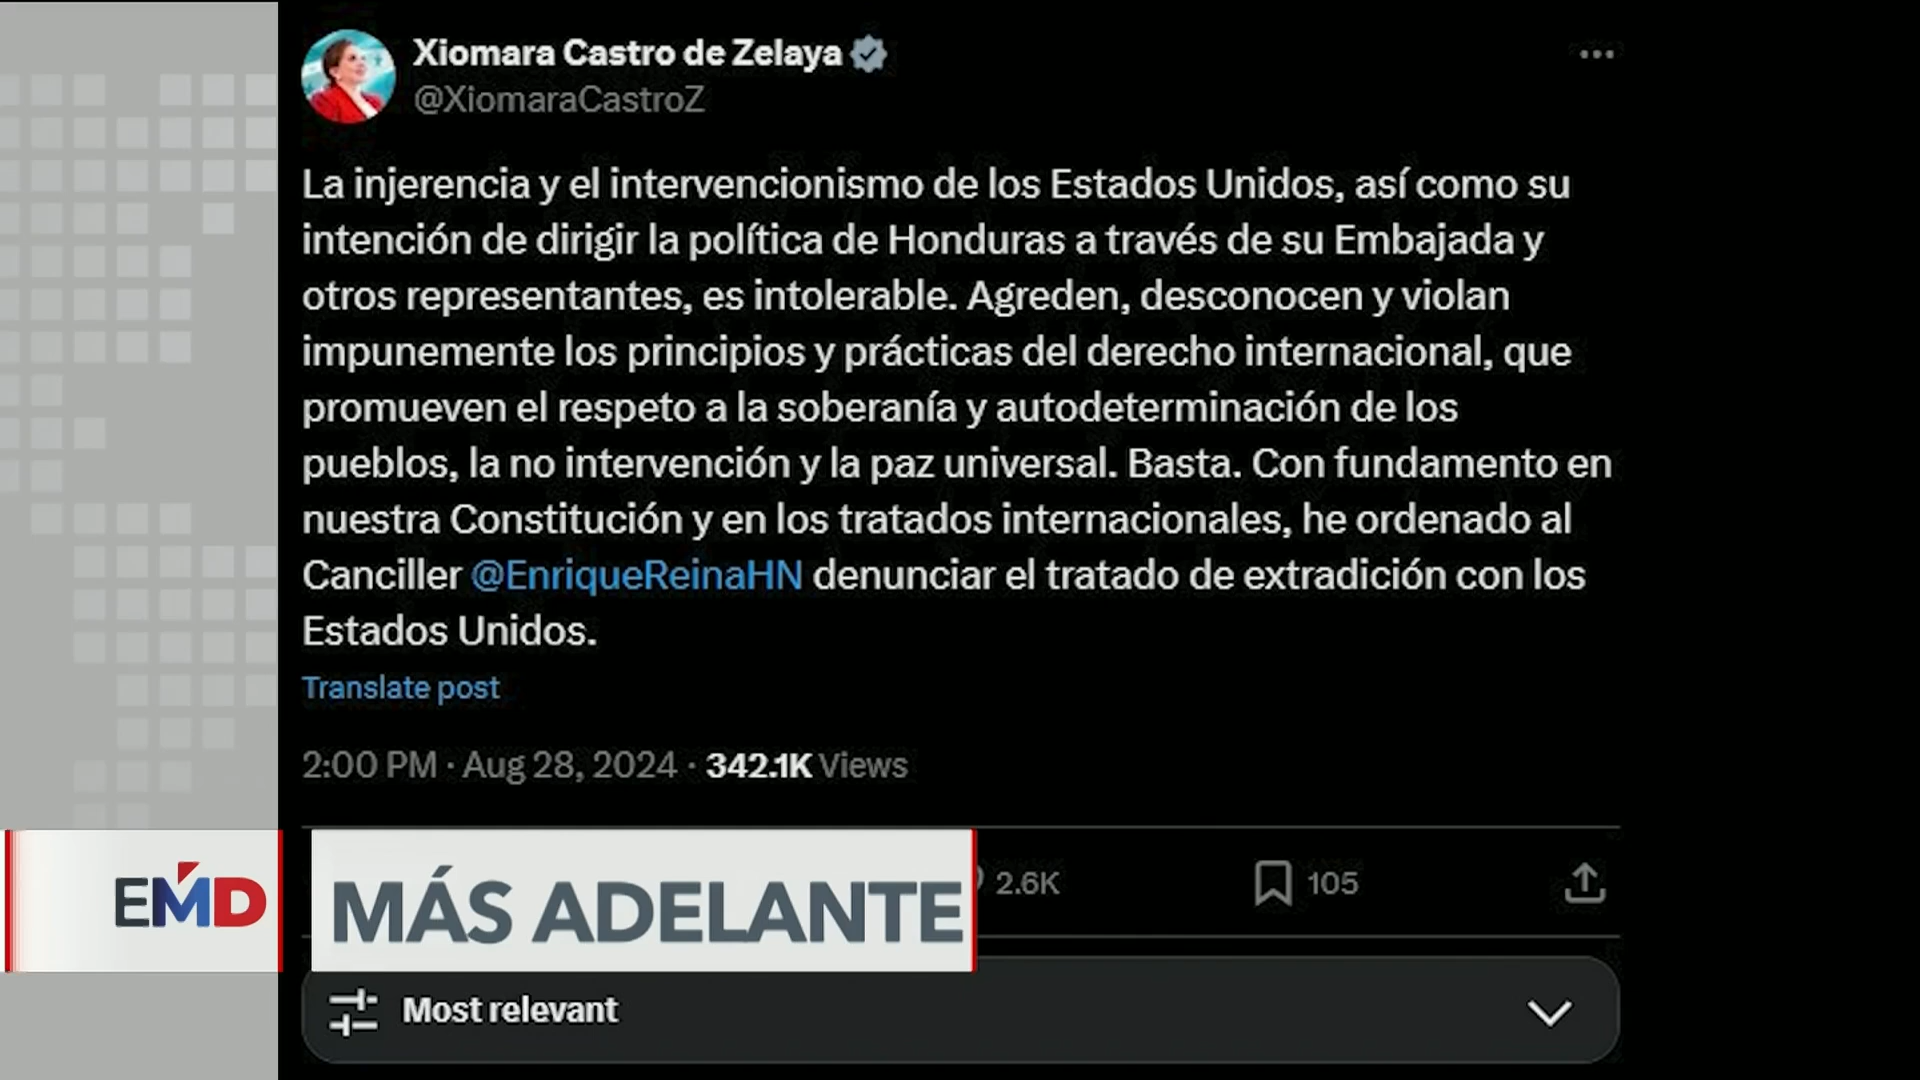 Xiomara Castro de Zelaya
@XiomaraCastroZ
La injerencia y el intervencionismo de los Estados Unidos, así como su
intención de dirigir la política de Honduras a través de su Embajada y
otros representantes, es intolerable. Agreden, desconocen y violan
impunemente los principios y prácticas del derecho internacional, que
promueven el respeto a la soberanía y autodeterminación de los
pueblos, la no intervención y la paz universal. Basta. Con fundamento en
nuestra Constitución y en los tratados internacionales, he ordenado al
Canciller @EnriqueReinaHN denunciar el tratado de extradición con los
Estados Unidos.
Translate post
2:00 PM · Aug 28, 2024 · 342.1K Views
EMD MÁS ADELANTE 2.6K 105
Most relevant